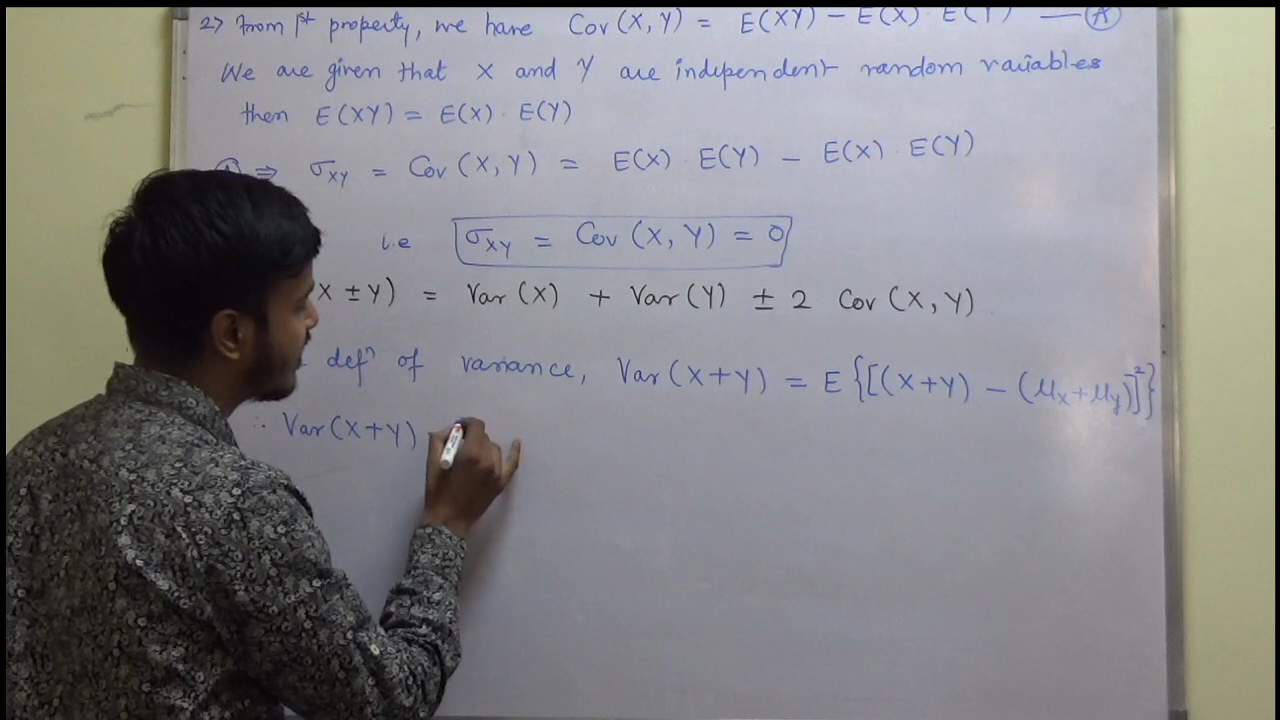 2> From 1st property, we have Cov(X,Y) = E(XY) − E(X) · E(Y) —(A)
We are given that X and Y are independent random variables
then E(XY) = E(X) · E(Y)
(A) ⇒ σXY = Cov(X,Y) = E(X) · E(Y) − E(X) · E(Y)
i.e σXY = Cov(X,Y) = 0
X ± Y) = Var(X) + Var(Y) ± 2 Cov(X,Y)
defⁿ of variance, Var(X+Y) = E{[(X+Y) − (μx+μy)]²}
∴ Var(X+Y)